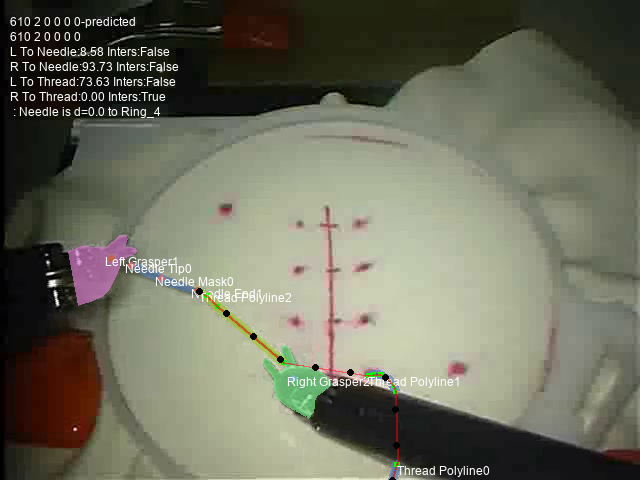 610 2 0 0 0 0-predicted
610 2 0 0 0 0
L To Needle:8.58 Inters:False
R To Needle:93.73 Inters:False
L To Thread:73.63 Inters:False
R To Thread:0.00 Inters:True
: Needle is d=0.0 to Ring_4
Left Grasper1
Needle Tip0
Needle Mask0
Needle End1
Thread Polyline2
Right Grasper2
Thread Polyline1
Thread Polyline0